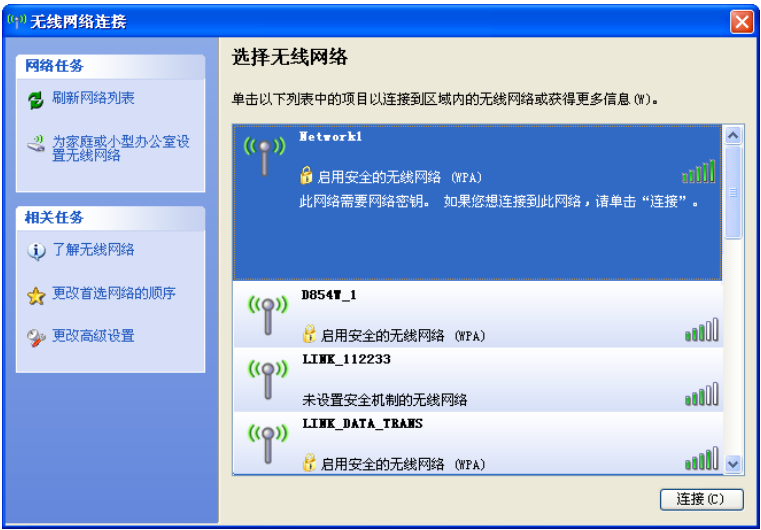 无线网络连接
网络任务
刷新网络列表
为家庭或小型办公室设
置无线网络
相关任务
了解无线网络
更改首选网络的顺序
更改高级设置
选择无线网络
单击以下列表中的项目以连接到区域内的无线网络或获得更多信息(W)。
Network1
启用安全的无线网络 (WPA)
此网络需要网络密钥。 如果您想连接到此网络，请单击“连接”。
D854W_1
启用安全的无线网络 (WPA)
LINK_112233
未设置安全机制的无线网络
LINK_DATA_TRANS
启用安全的无线网络 (WPA)
连接(C)